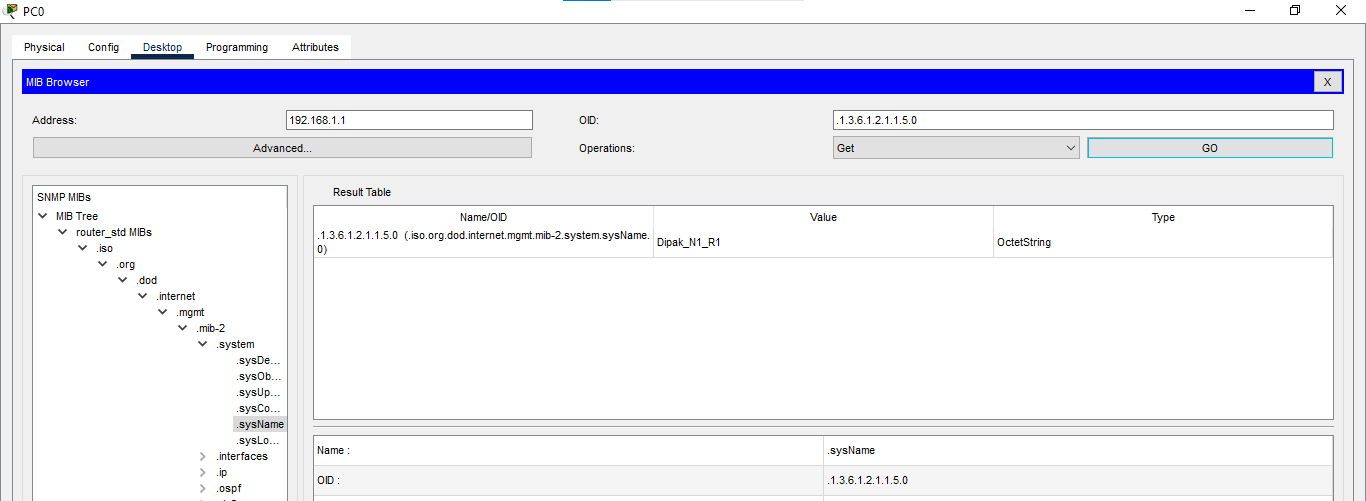 PC0
Physical Config Desktop Programming Attributes
MIB Browser X
Address: 192.168.1.1 OID: .1.3.6.1.2.1.1.5.0
Advanced... Operations: Get GO
SNMP MIBs
MIB Tree
router_std MIBs
.iso
.org
.dod
.internet
.mgmt
.mib-2
.system
.sysDe...
.sysOb...
.sysUp...
.sysCo...
.sysName
.sysLo...
.interfaces
.ip
.ospf
Result Table
Name/OID Value Type
.1.3.6.1.2.1.1.5.0 (.iso.org.dod.internet.mgmt.mib-2.system.sysName.
0) Dipak_N1_R1 OctetString
Name : .sysName
OID : .1.3.6.1.2.1.1.5.0